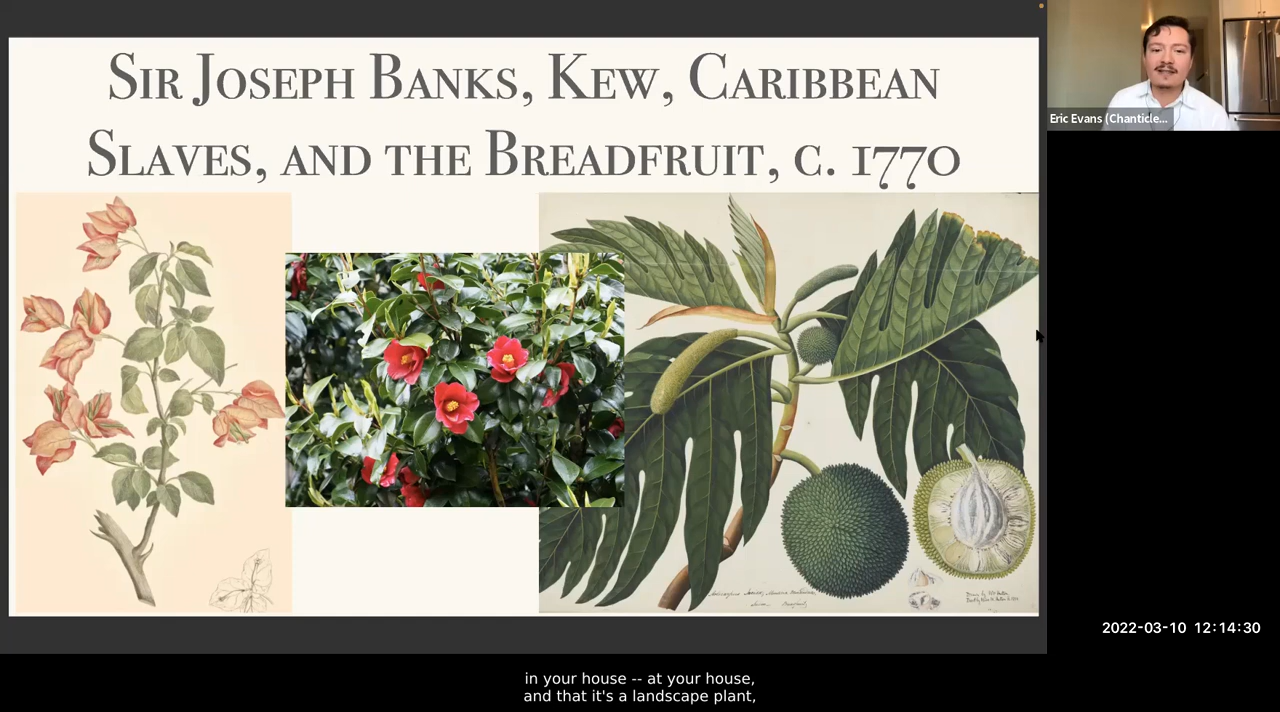 Sir Joseph Banks, Kew, Caribbean
Slaves, and the Breadfruit, c. 1770
Eric Evans (Chanticle...
2022-03-10 12:14:30
in your house -- at your house,
and that it's a landscape plant,